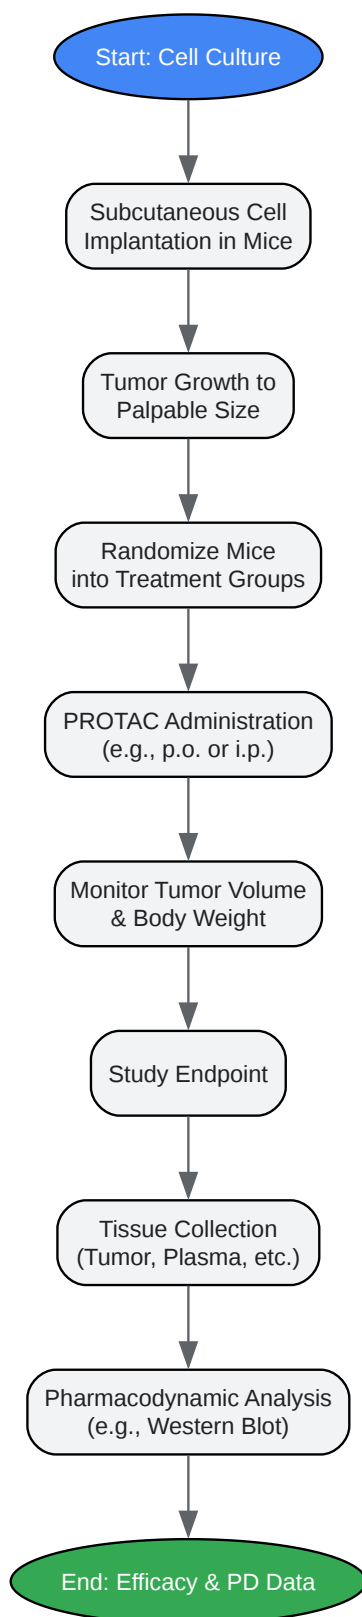 Start: Cell Culture
Subcutaneous Cell
Implantation in Mice
Tumor Growth to
Palpable Size
Randomize Mice
into Treatment Groups
PROTAC Administration
(e.g., p.o. or i.p.)
Monitor Tumor Volume
& Body Weight
Study Endpoint
Tissue Collection
(Tumor, Plasma, etc.)
Pharmacodynamic Analysis
(e.g., Western Blot)
End: Efficacy & PD Data